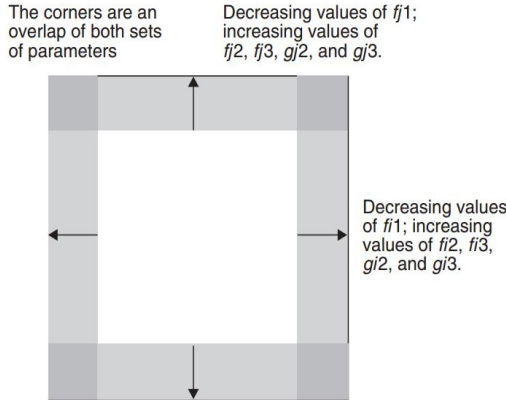 The corners are an
overlap of both sets
of parameters
Decreasing values of fj1;
increasing values of
fj2, fj3, gj2, and gj3.
Decreasing values
of fi1; increasing
values of fi2, fi3,
gi2, and gi3.